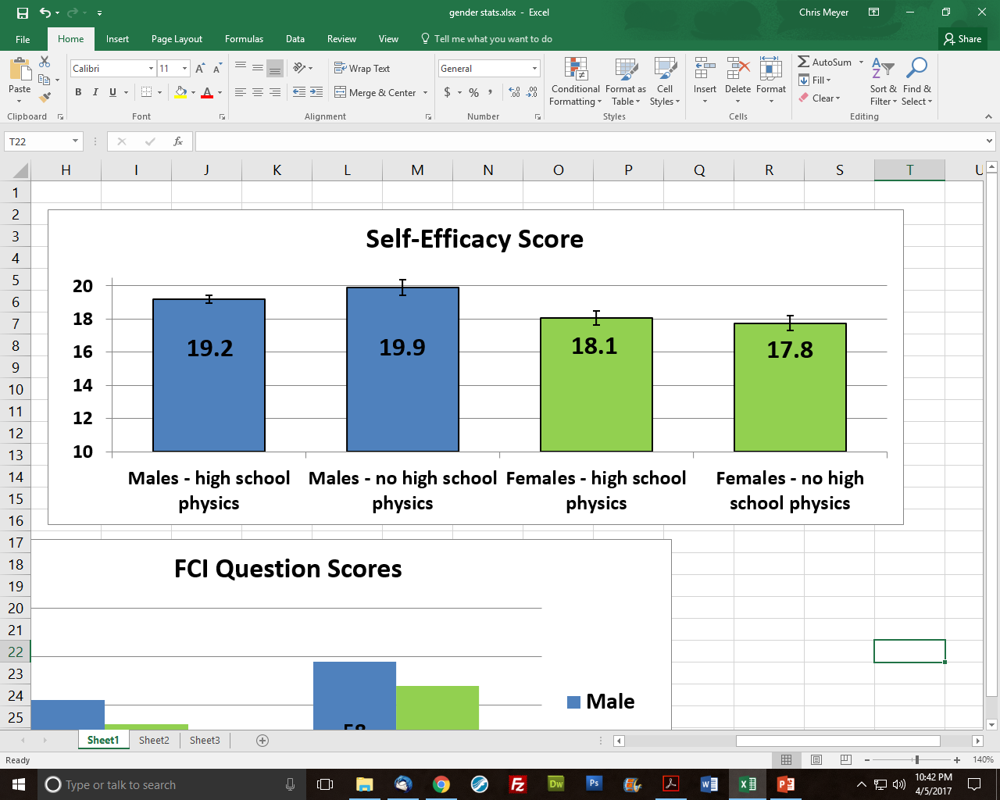 gender stats.xlsx - Excel
Chris Meyer
File Home Insert Page Layout Formulas Data Review View Tell me what you want to do Share
Paste
Clipboard
Calibri 11
B I U A
Font
Wrap Text
Merge & Center
Alignment
General
$ % ,
Number
Conditional Formatting
Format as Table
Cell Styles
Styles
Insert Delete Format
Cells
AutoSum
Fill
Clear
Sort & Filter
Find & Select
Editing
T22
fx
H I J K L M N O P Q R S T U
1
2
3
4
5
6
7
8
9
10
11
12
13
14
15
16
17
18
19
20
21
22
23
24
25
Self-Efficacy Score
20
18
16
14
12
10
19.2 19.9 18.1 17.8
Males - high school physics
Males - no high school physics
Females - high school physics
Females - no high school physics
FCI Question Scores
58
Male
Sheet1 Sheet2 Sheet3
Ready
140%
Type or talk to search
Dw Ps
10:42 PM
4/5/2017